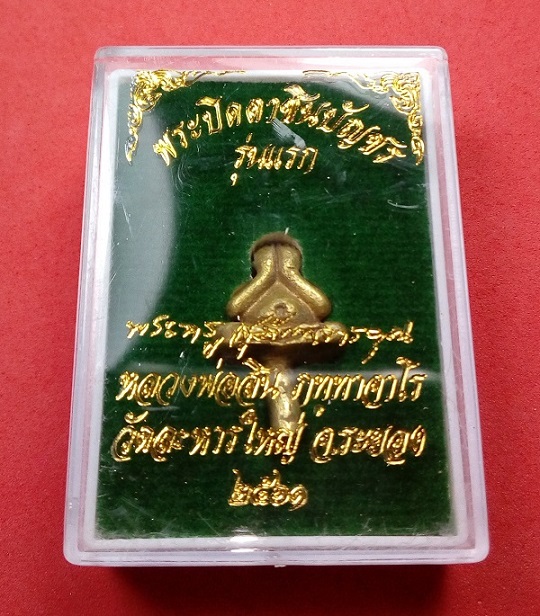 พระปิดตาชินบัญชร
รุ่นแรก
พระครู
หลวงพ่อสิน ภททาจาโร
วัดละหารใหญ่ จ.ระยอง
๒๕๖๑